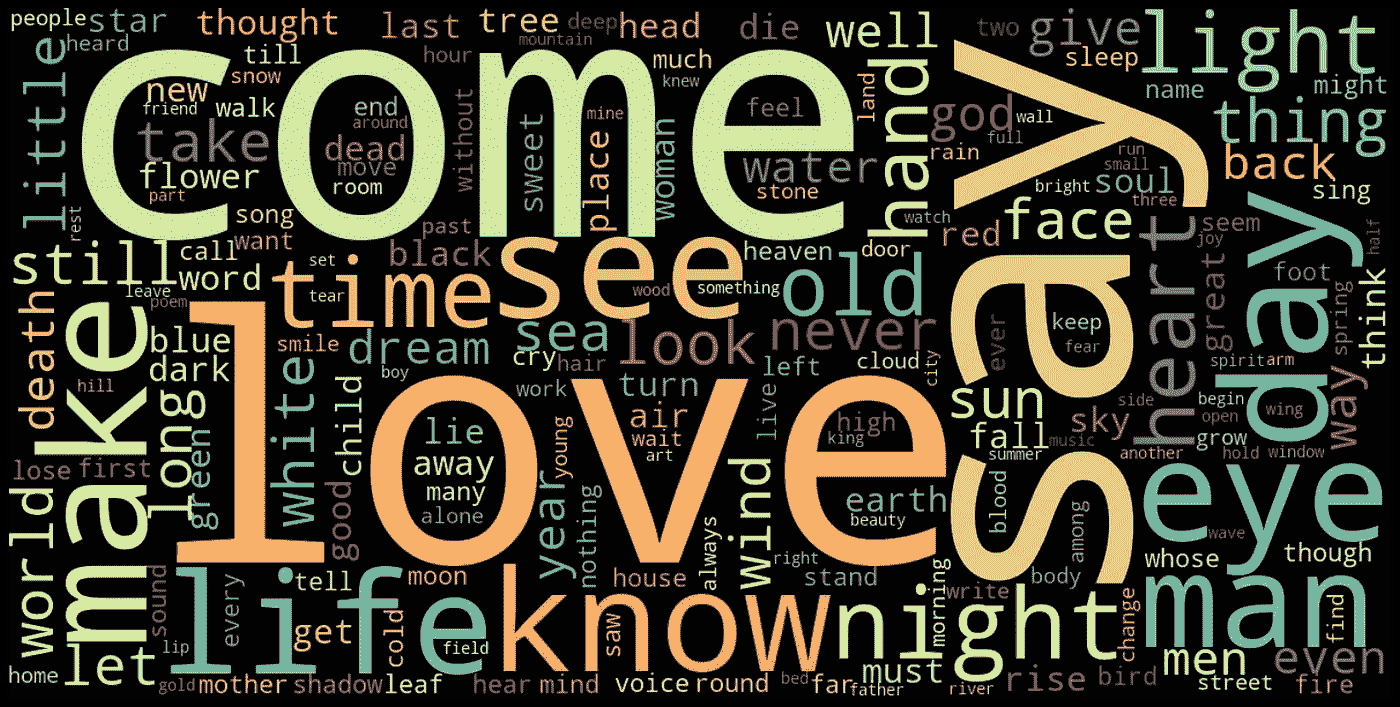 people
star
thought
last
tree
deep
head
die
well
two
give
light
heard
till
hour
mountain
much
sleep
little
come
say
snow
knew
land
name
might
new
friend
walk
end
around
without
sweet
mine
feel
hand
god
wall
full
thing
take
dead
move
room
place
woman
water
stone
rain
run
small
back
flower
part
bright
soul
three
sing
rest
song
past
watch
red
face
heart
seem
joy
day
half
want
call
black
see
heaven
door
still
word
set
time
wood
something
old
foot
great
spring
think
leave
poem
tear
keep
fear
ever
make
death
blue
smile
dream
sea
look
never
cloud
city
spirit
arm
way
dark
boy
cry
hair
left
hill
white
child
love
work
turn
live
sun
side
begin
open
wing
long
green
lie
air
wait
art
high
king
fall
sky
music
grow
hold
window
lose
first
away
young
summer
another
world
good
many
alone
year
nothing
always
wind
earth
beauty
blood
among
eye
wave
right
whose
though
sound
every
life
tell
moon
house
stand
morning
body
man
know
night
write
change
get
cold
field
saw
find
lip
let
must
men
even
home
gold
mother
shadow
leaf
hear
mind
voice
round
bed
far
father
river
rise
bird
street
fire